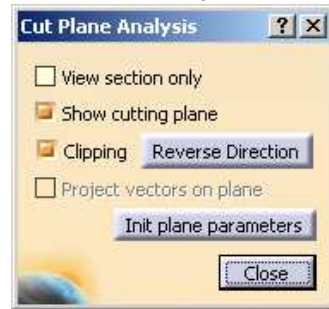 Cut Plane Analysis ? X
View section only
Show cutting plane
Clipping Reverse Direction
Project vectors on plane
Init plane parameters
Close